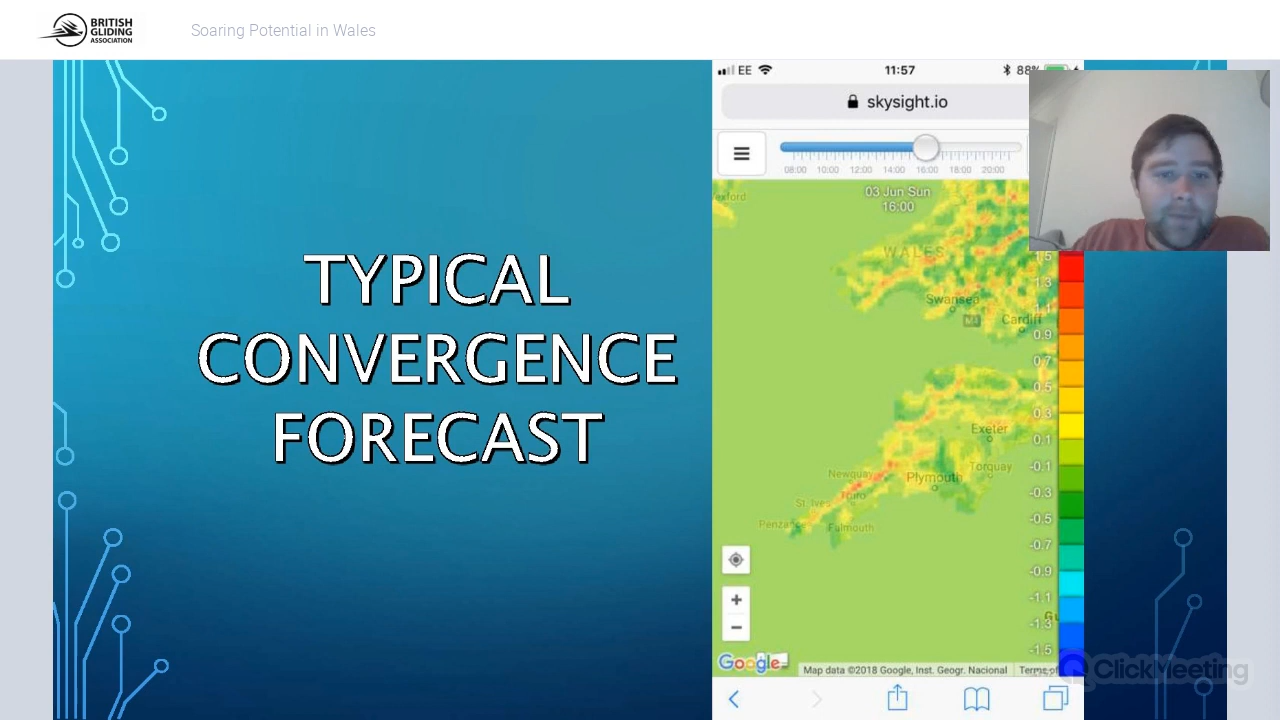 BRITISH
GLIDING
ASSOCIATION
Soaring Potential in Wales
TYPICAL
CONVERGENCE
FORECAST
EE
11:57
88%
skysight.io
08:00 10:00 12:00 14:00 16:00 18:00 20:00
03 Jun Sun
16:00
exford
WALES
Swansea
Cardiff
Exeter
Newquay
Torquay
Plymouth
St. Ives
Truro
Penzance
Falmouth
1.5
1.3
1.1
0.9
0.7
0.5
0.3
0.1
-0.1
-0.3
-0.5
-0.7
-0.9
-1.1
-1.3
-1.5
+
−
Google
Map data ©2018 Google, Inst. Geogr. Nacional
Terms of
ClickMeeting